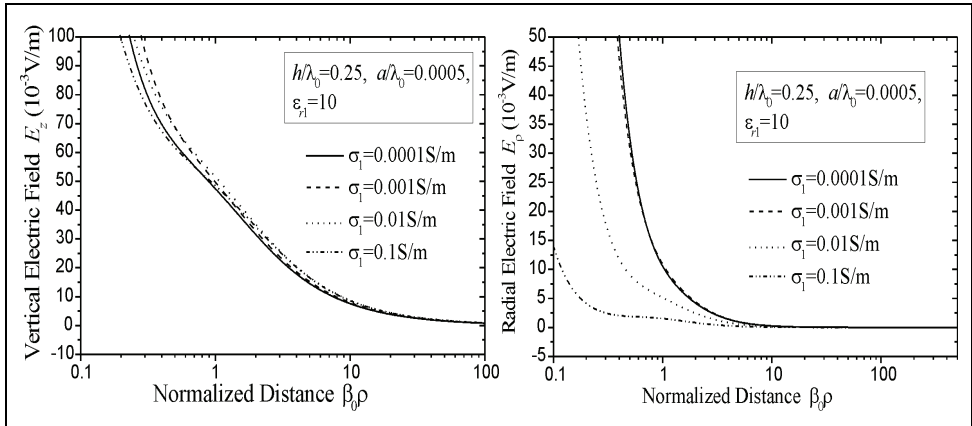 Vertical Electric Field E_z (10^-3 V/m)
100
90
80
70
60
50
40
30
20
10
0
-10
h/λ0=0.25, a/λ0=0.0005,
ε_r1=10
σ1=0.0001S/m
σ1=0.001S/m
σ1=0.01S/m
σ1=0.1S/m
0.1 1 10 100
Normalized Distance β0ρ
Radial Electric Field E_ρ (10^-3 V/m)
50
45
40
35
30
25
20
15
10
5
0
5
h/λ0=0.25, a/λ0=0.0005,
ε_r1=10
σ1=0.0001S/m
σ1=0.001S/m
σ1=0.01S/m
σ1=0.1S/m
0.1 1 10 100
Normalized Distance β0ρ